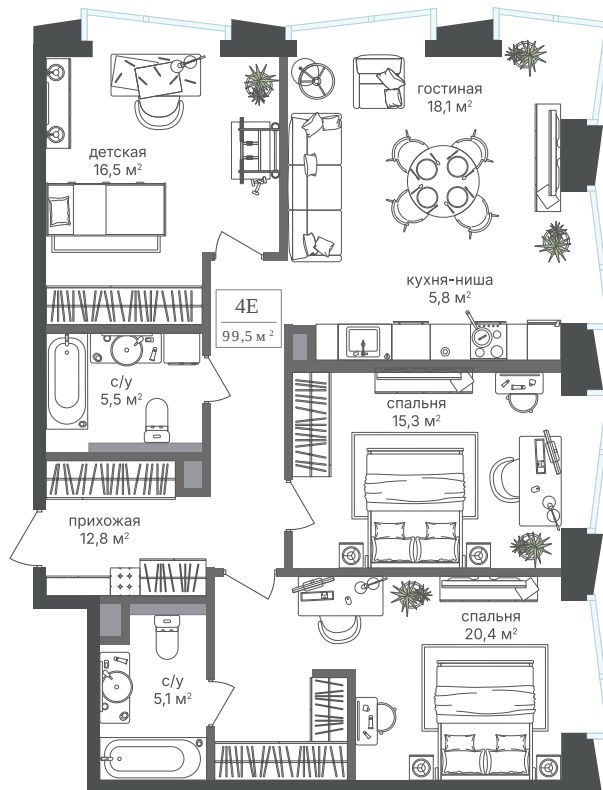 гостиная
18,1 м²
детская
16,5 м²
кухня-ниша
5,8 м²
4Е
99,5 м²
с/у
5,5 м²
спальня
15,3 м²
прихожая
12,8 м²
спальня
20,4 м²
с/у
5,1 м²